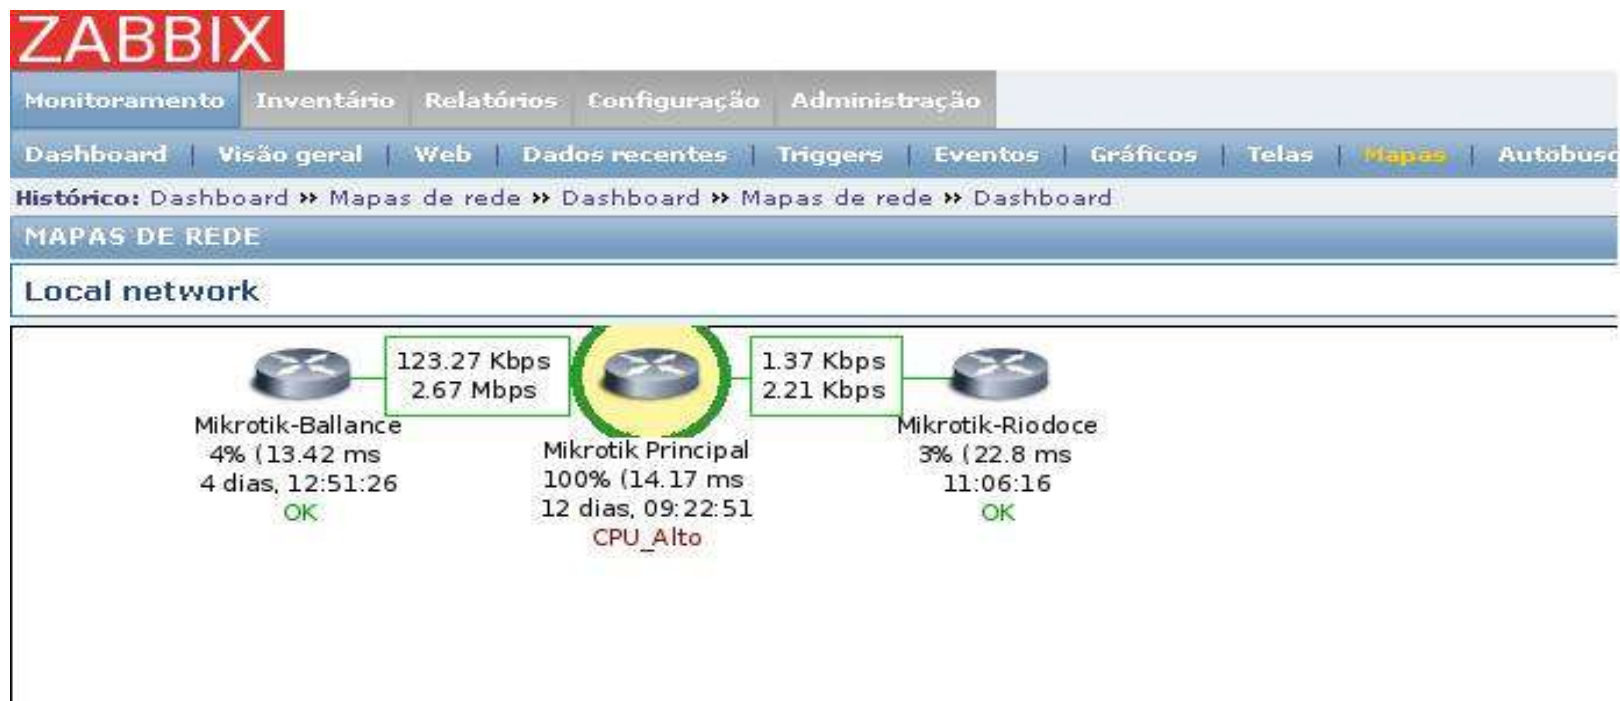 ZABBIX
Monitoramento Inventário Relatórios Configuração Administração
Dashboard | Visão geral | Web | Dados recentes | Triggers | Eventos | Gráficos | Telas | Mapas | Autobusc
Histórico: Dashboard » Mapas de rede » Dashboard » Mapas de rede » Dashboard
MAPAS DE REDE
Local network
123.27 Kbps
2.67 Mbps
1.37 Kbps
2.21 Kbps
Mikrotik-Ballance
4% (13.42 ms
4 dias, 12:51:26
OK
Mikrotik Principal
100% (14.17 ms
12 dias, 09:22:51
CPU_Alto
Mikrotik-Riodoce
3% (22.8 ms
11:06:16
OK